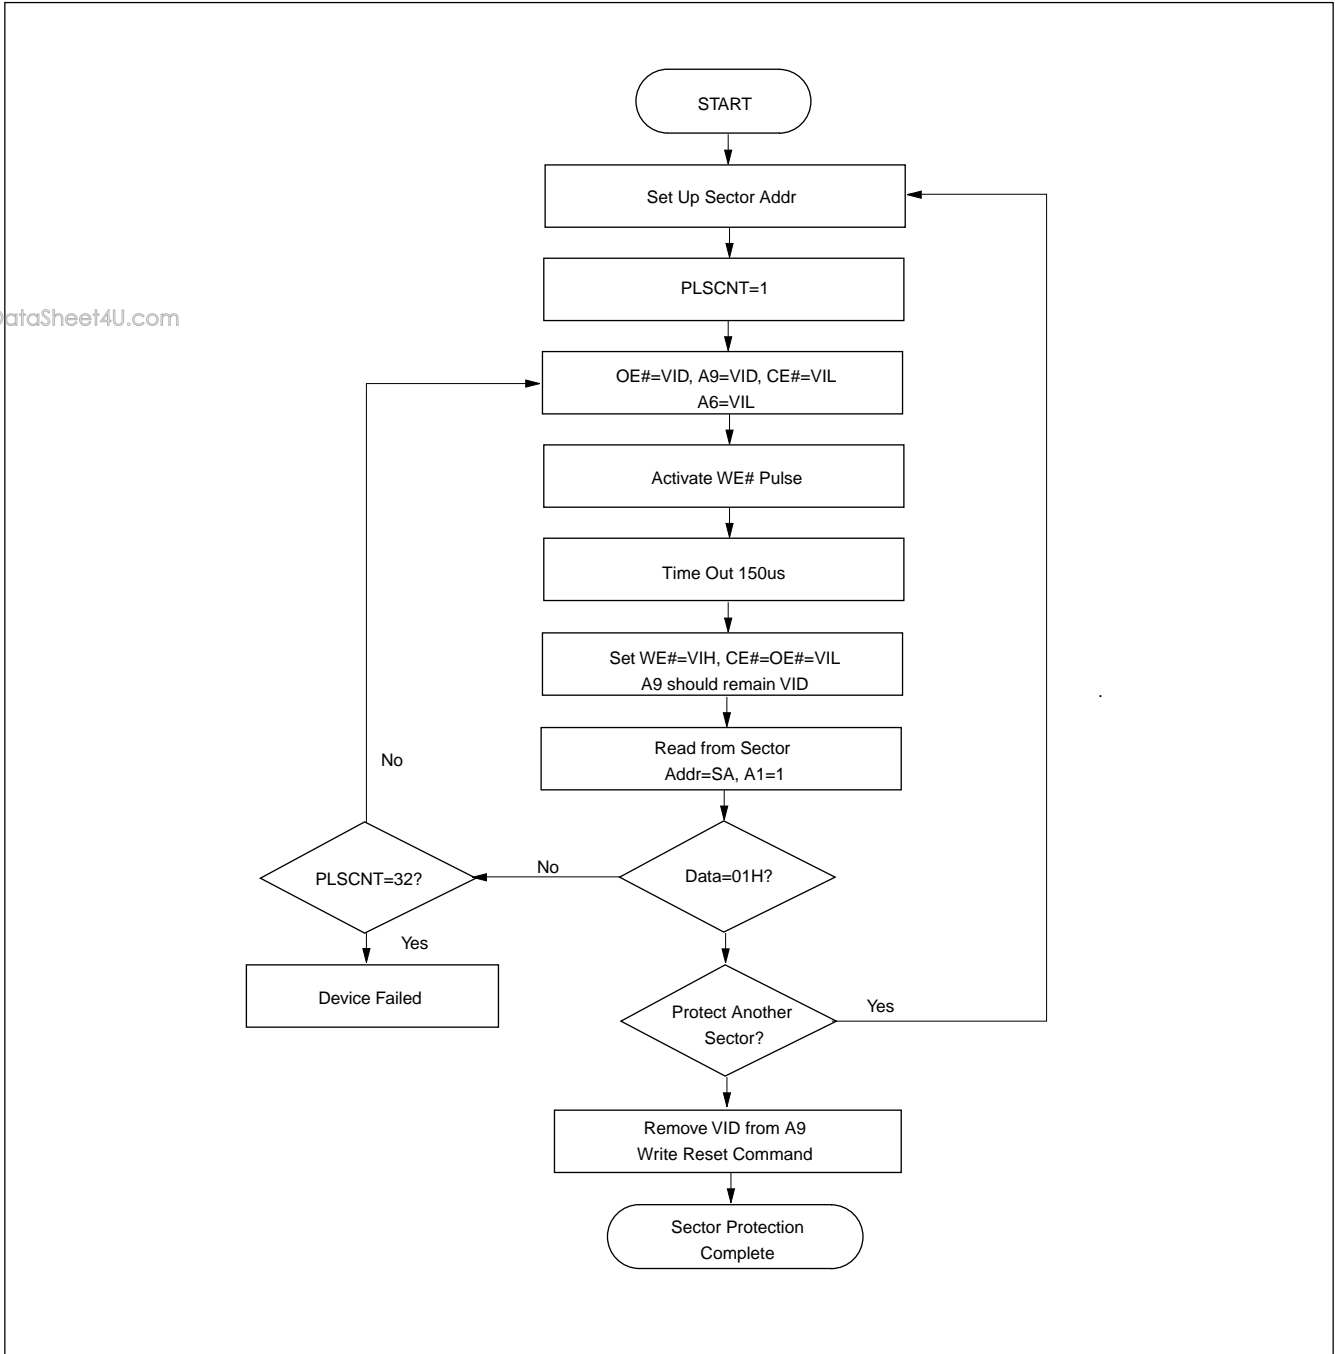 START
Set Up Sector Addr
PLSCNT=1
DataSheet4U.com
OE#=VID, A9=VID, CE#=VIL
A6=VIL
Activate WE# Pulse
Time Out 150us
Set WE#=VIH, CE#=OE#=VIL
A9 should remain VID
Read from Sector
Addr=SA, A1=1
No
PLSCNT=32?
No
Data=01H?
Yes
Device Failed
Protect Another
Sector?
Yes
Remove VID from A9
Write Reset Command
Sector Protection
Complete
.